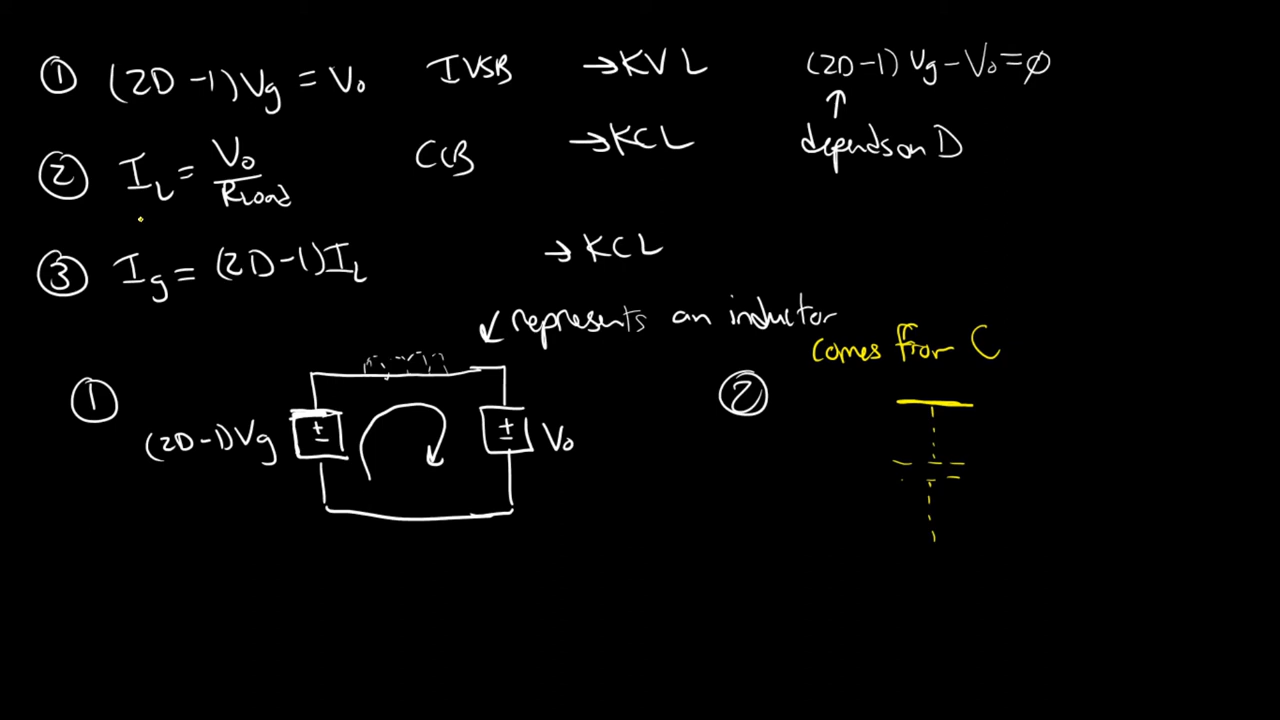 ① (2D-1)Vg = Vo IVSB →KVL (2D-1)Vg-Vo=∅
② IL = Vo/RLoad CCB →KCL ↑ depends on D
③ Ig = (2D-1)IL → KCL
↙ represents an inductor
comes from C
① ②
(2D-1)Vg ± ± Vo